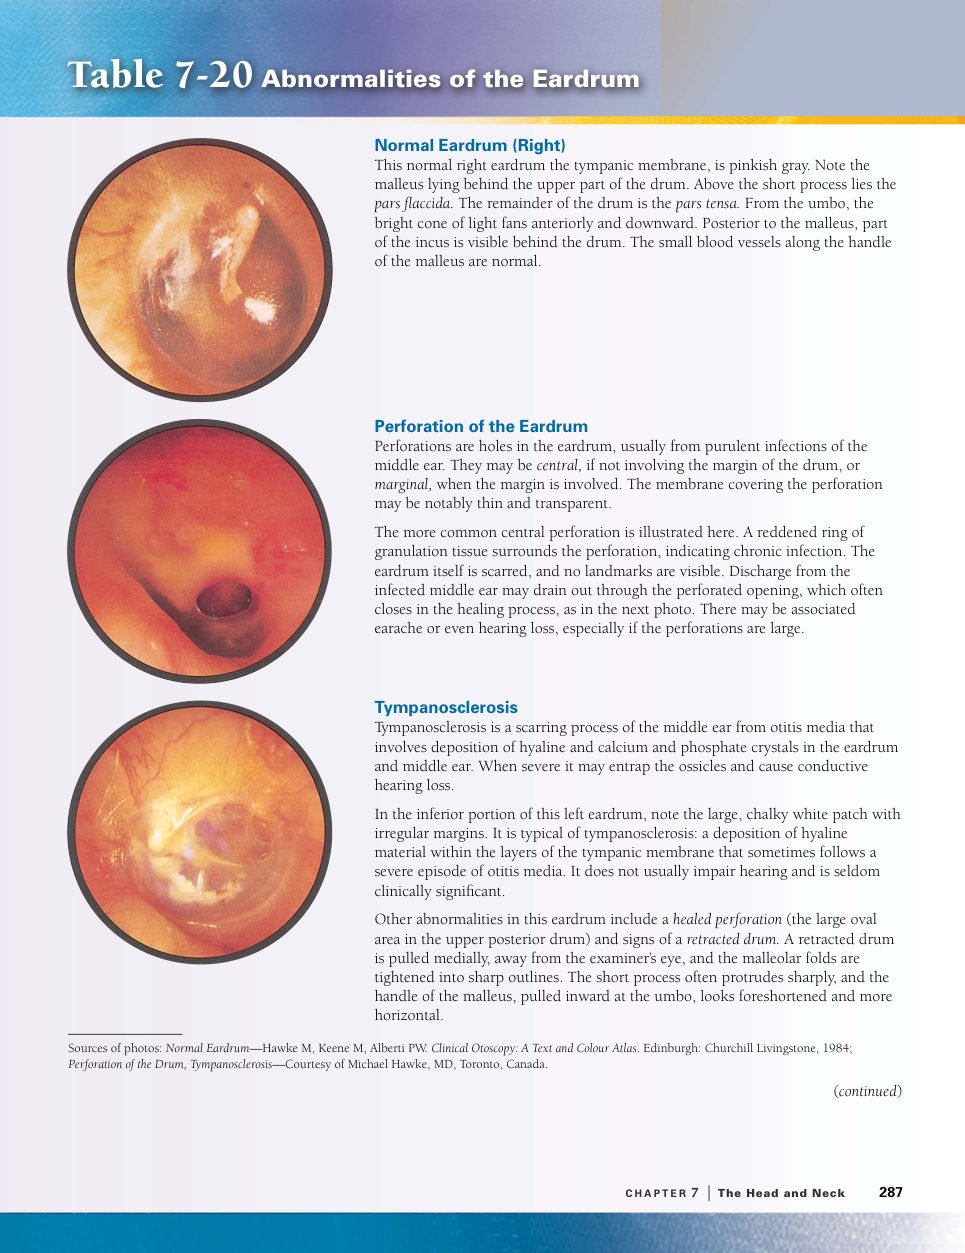 Table 7-20 Abnormalities of the Eardrum
Normal Eardrum (Right)
This normal right eardrum the tympanic membrane, is pinkish gray. Note the
malleus lying behind the upper part of the drum. Above the short process lies the
pars flaccida. The remainder of the drum is the pars tensa. From the umbo, the
bright cone of light fans anteriorly and downward. Posterior to the malleus, part
of the incus is visible behind the drum. The small blood vessels along the handle
of the malleus are normal.
Perforation of the Eardrum
Perforations are holes in the eardrum, usually from purulent infections of the
middle ear. They may be central, if not involving the margin of the drum, or
marginal, when the margin is involved. The membrane covering the perforation
may be notably thin and transparent.
The more common central perforation is illustrated here. A reddened ring of
granulation tissue surrounds the perforation, indicating chronic infection. The
eardrum itself is scarred, and no landmarks are visible. Discharge from the
infected middle ear may drain out through the perforated opening, which often
closes in the healing process, as in the next photo. There may be associated
earache or even hearing loss, especially if the perforations are large.
Tympanosclerosis
Tympanosclerosis is a scarring process of the middle ear from otitis media that
involves deposition of hyaline and calcium and phosphate crystals in the eardrum
and middle ear. When severe it may entrap the ossicles and cause conductive
hearing loss.
In the inferior portion of this left eardrum, note the large, chalky white patch with
irregular margins. It is typical of tympanosclerosis: a deposition of hyaline
material within the layers of the tympanic membrane that sometimes follows a
severe episode of otitis media. It does not usually impair hearing and is seldom
clinically significant.
Other abnormalities in this eardrum include a healed perforation (the large oval
area in the upper posterior drum) and signs of a retracted drum. A retracted drum
is pulled medially, away from the examiner's eye, and the malleolar folds are
tightened into sharp outlines. The short process often protrudes sharply, and the
handle of the malleus, pulled inward at the umbo, looks foreshortened and more
horizontal.
Sources of photos: Normal Eardrum—Hawke M, Keene M, Alberti PW. Clinical Otoscopy: A Text and Colour Atlas. Edinburgh: Churchill Livingstone, 1984;
Perforation of the Drum, Tympanosclerosis—Courtesy of Michael Hawke, MD, Toronto, Canada.
(continued)
CHAPTER 7 | The Head and Neck 287